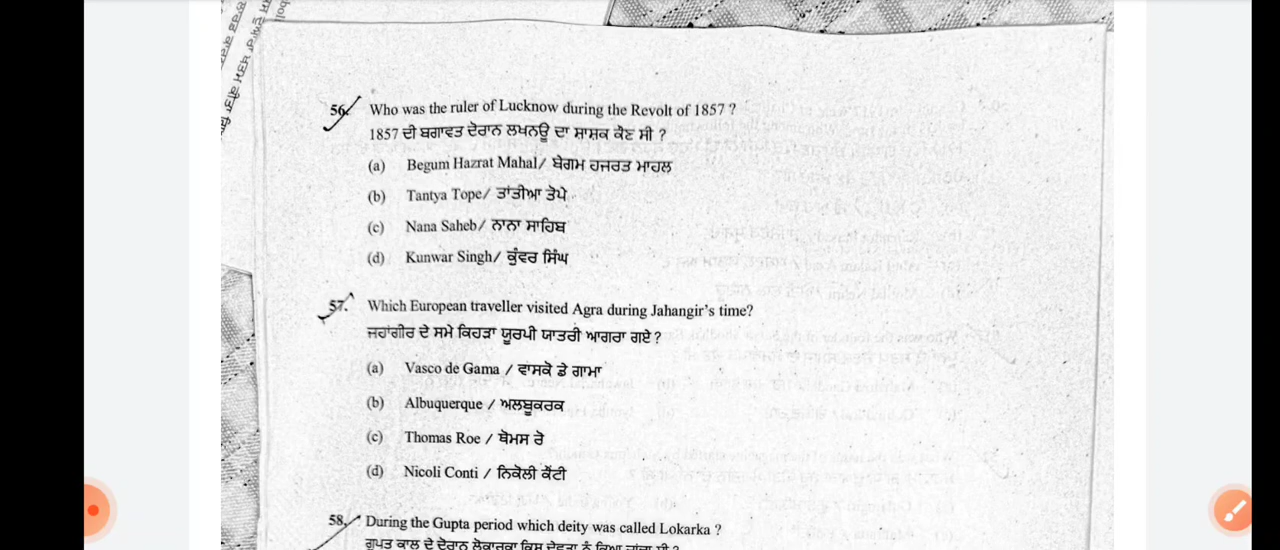 56. Who was the ruler of Lucknow during the Revolt of 1857 ?
1857 ਦੀ ਬਗਾਵਤ ਦੋਰਾਨ ਲਖਨਊ ਦਾ ਸ਼ਾਸ਼ਕ ਕੌਣ ਸੀ ?
(a) Begum Hazrat Mahal/ ਬੇਗਮ ਹਜਰਤ ਮਾਹਲ
(b) Tantya Tope/ ਤਾਂਤੀਆ ਤੋਪੇ
(c) Nana Saheb/ ਨਾਨਾ ਸਾਹਿਬ
(d) Kunwar Singh/ ਕੁੰਵਰ ਸਿੰਘ
57. Which European traveller visited Agra during Jahangir's time?
ਜਹਾਂਗੀਰ ਦੇ ਸਮੇ ਕਿਹੜਾ ਯੂਰਪੀ ਯਾਤਰੀ ਆਗਰਾ ਗਏ ?
(a) Vasco de Gama / ਵਾਸਕੋ ਡੇ ਗਾਮਾ
(b) Albuquerque / ਅਲਬੂਕਰਕ
(c) Thomas Roe / ਥੋਮਸ ਰੋ
(d) Nicoli Conti / ਨਿਕੋਲੀ ਕੌਂਟੀ
58. During the Gupta period which deity was called Lokarka ?
ਗੁਪਤ ਕਾਲ ਦੇ ਦੋਰਾਨ ਲੋਕਾਰਕਾ ਕਿਸ ਦੇਵਤਾ ਨੂੰ ਕਿਆ ਜਾਂਦਾ ਸੀ ?